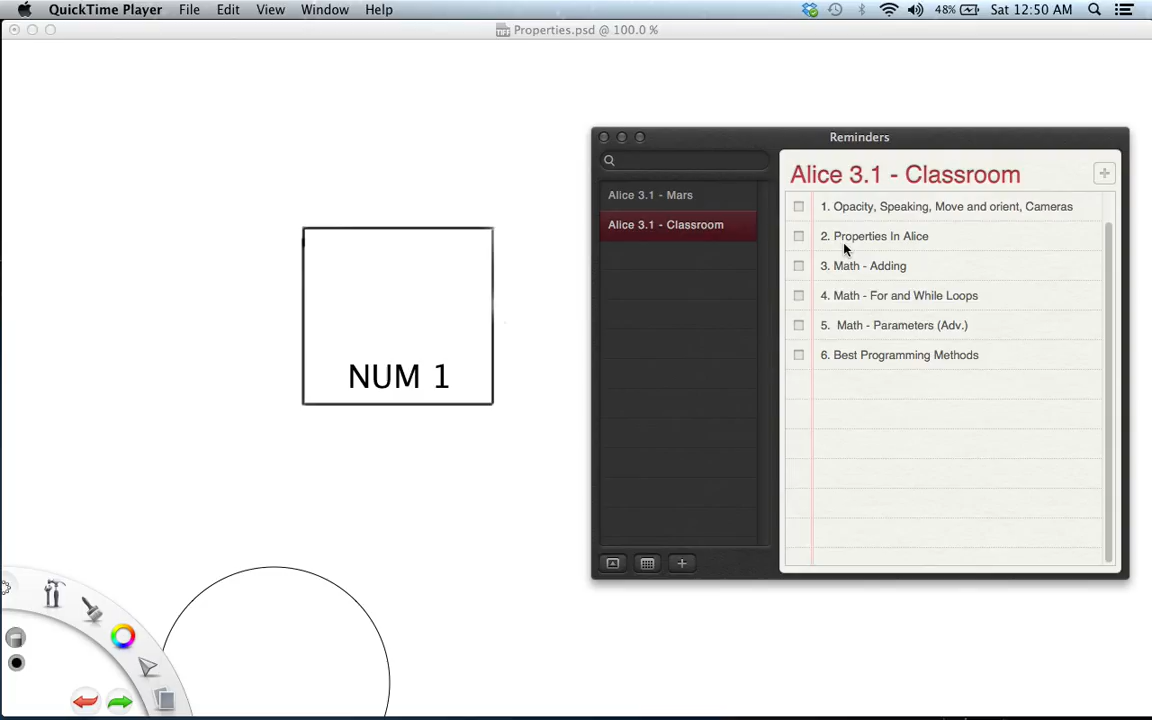 QuickTime Player File Edit View Window Help 48% Sat 12:50 AM
Properties.psd @ 100.0 %
Reminders
Alice 3.1 - Mars
Alice 3.1 - Classroom
Alice 3.1 - Classroom
1. Opacity, Speaking, Move and orient, Cameras
2. Properties In Alice
3. Math - Adding
4. Math - For and While Loops
5. Math - Parameters (Adv.)
6. Best Programming Methods
NUM 1